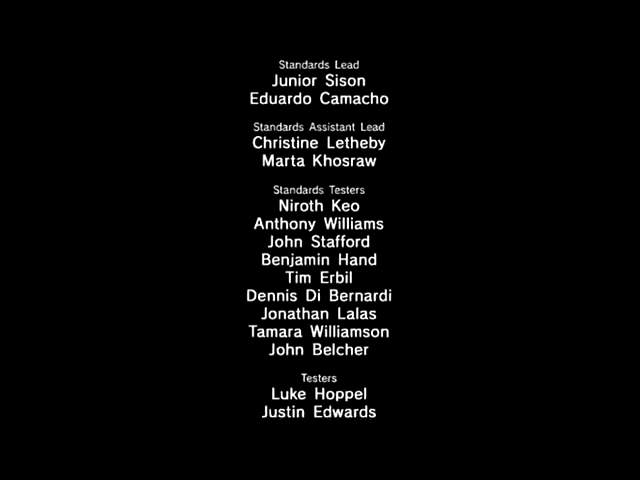 Standards Lead
Junior Sison
Eduardo Camacho
Standards Assistant Lead
Christine Letheby
Marta Khosraw
Standards Testers
Niroth Keo
Anthony Williams
John Stafford
Benjamin Hand
Tim Erbil
Dennis Di Bernardi
Jonathan Lalas
Tamara Williamson
John Belcher
Testers
Luke Hoppel
Justin Edwards